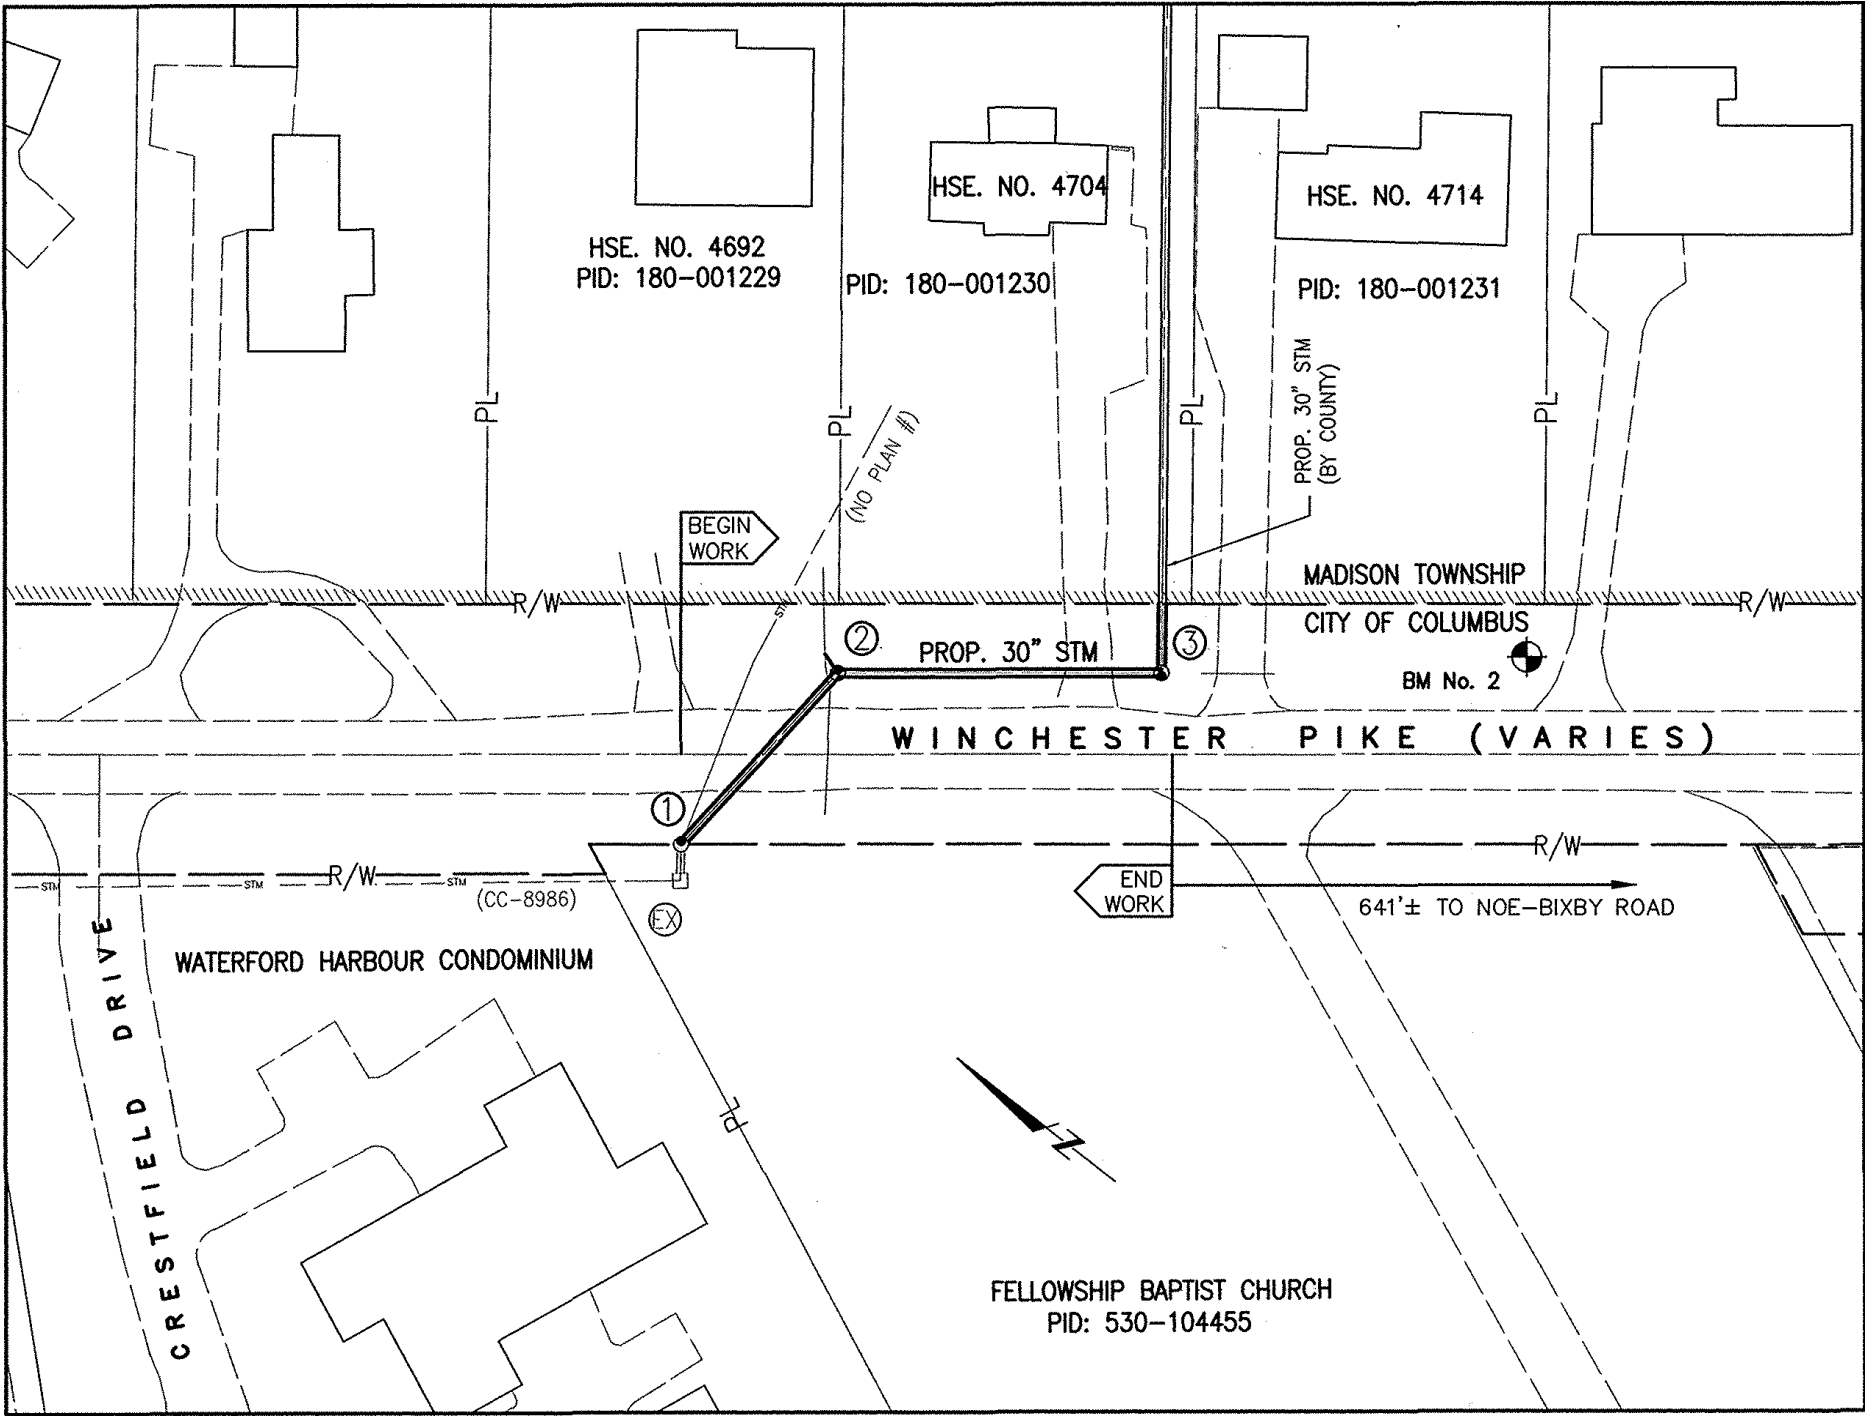 HSE. NO. 4704
HSE. NO. 4714
HSE. NO. 4692
PID: 180-001229
PID: 180-001230
PID: 180-001231
PL
PL
PL
PL
PROP. 30" STM
(BY COUNTY)
(NO PLAN #)
BEGIN
WORK
MADISON TOWNSHIP
R/W
STM
R/W
CITY OF COLUMBUS
2
PROP. 30" STM
3
BM No. 2
WINCHESTER PIKE (VARIES)
1
R/W
STM
STM
R/W
STM
(CC-8986)
EX
END
WORK
641'± TO NOE-BIXBY ROAD
WATERFORD HARBOUR CONDOMINIUM
CRESTFIELD DRIVE
PL
N
FELLOWSHIP BAPTIST CHURCH
PID: 530-104455